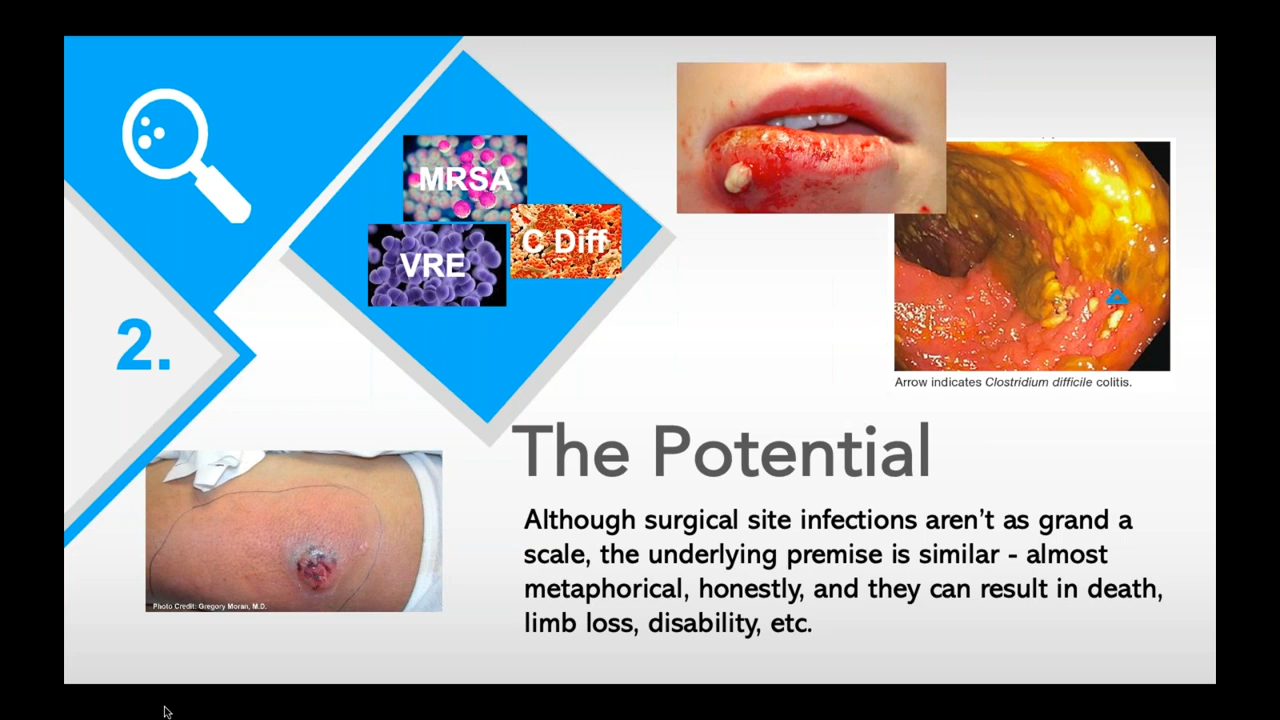 MRSA
C Diff
VRE
2.
Arrow indicates Clostridium difficile colitis.
The Potential
Although surgical site infections aren’t as grand a
scale, the underlying premise is similar - almost
metaphorical, honestly, and they can result in death,
limb loss, disability, etc.
Photo Credit: Gregory Moran, M.D.